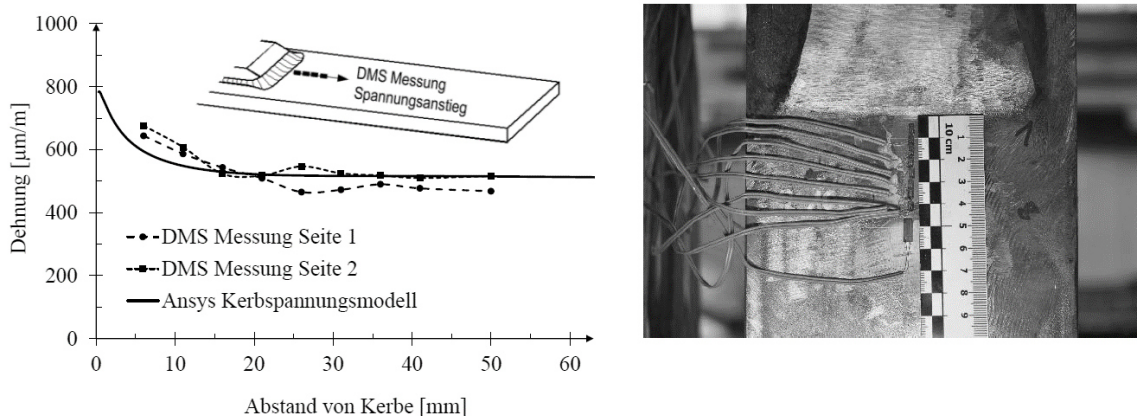 1000
800
600
400
200
0
Dehnung [µm/m]
DMS Messung
Spannungsanstieg
DMS Messung Seite 1
DMS Messung Seite 2
Ansys Kerbspannungsmodell
0 10 20 30 40 50 60
Abstand von Kerbe [mm]
10 cm
1
2
3
4
5
6
7
8
9